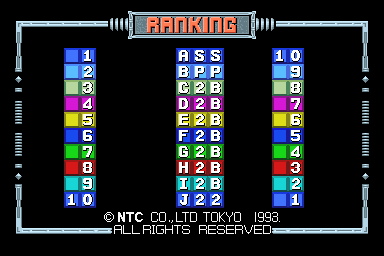 RANKING
1 ASS 10
2 BPP 9
3 C2B 8
4 D2B 7
5 E2B 6
6 F2B 5
7 G2B 4
8 H2B 3
9 I2B 2
10 J22 1
© NTC CO.,LTD TOKYO 1993.
ALL RIGHTS RESERVED